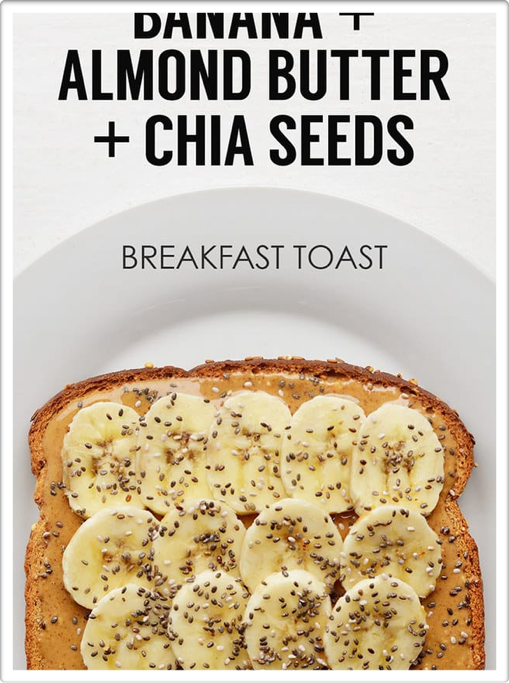 BANANA +
ALMOND BUTTER
+ CHIA SEEDS
BREAKFAST TOAST